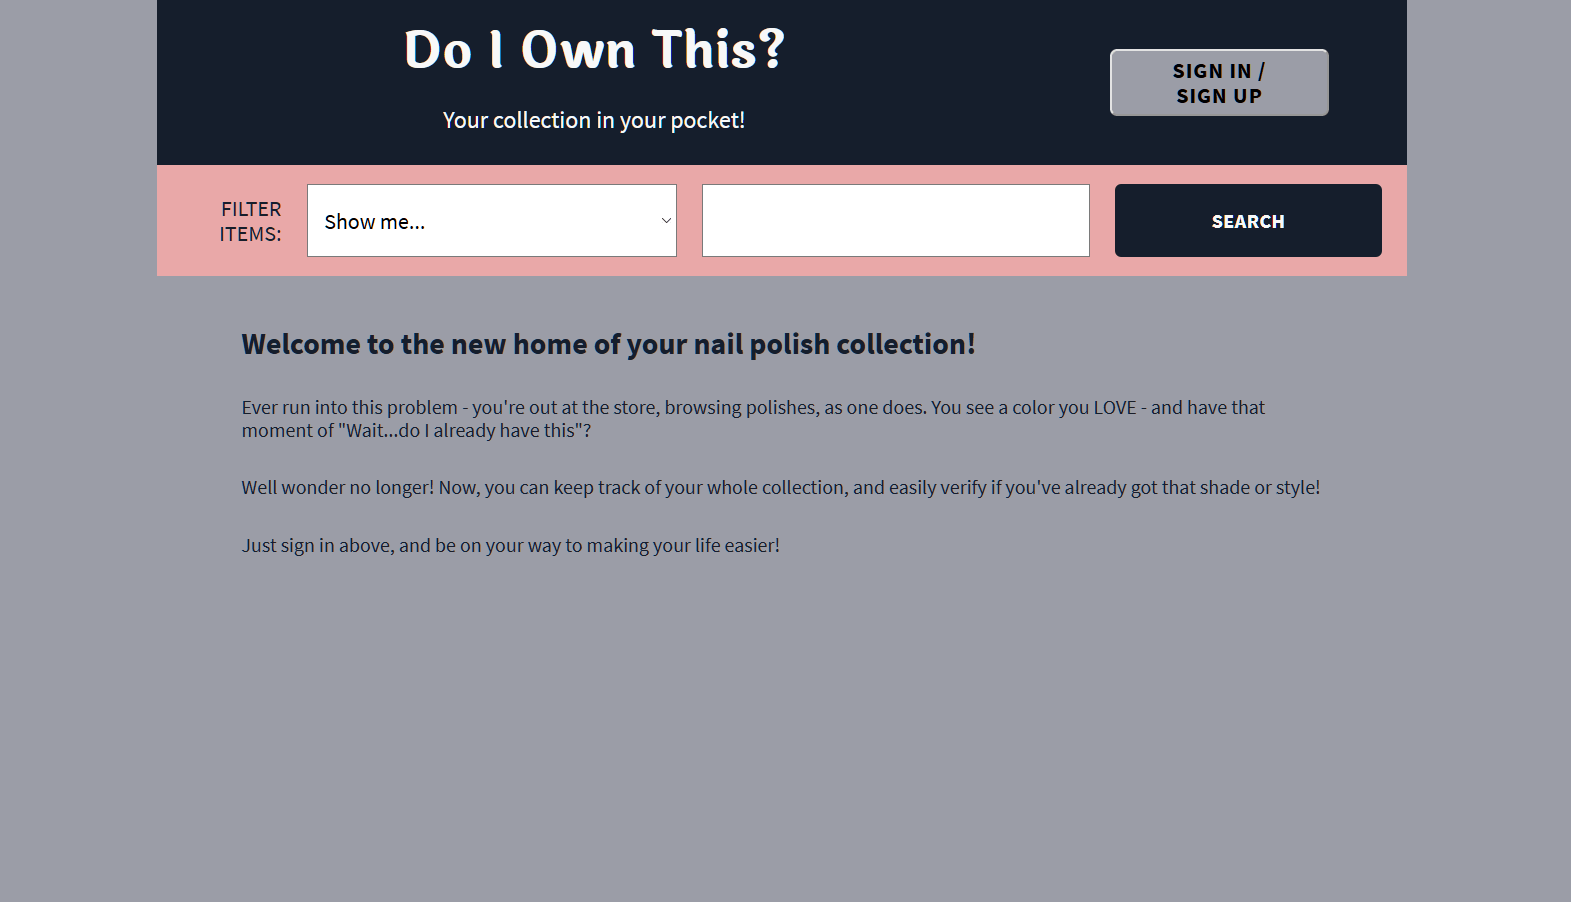 Do I Own This?
Your collection in your pocket!
SIGN IN /
SIGN UP
FILTER
ITEMS:
Show me...
SEARCH
Welcome to the new home of your nail polish collection!
Ever run into this problem - you're out at the store, browsing polishes, as one does. You see a color you LOVE - and have that
moment of "Wait...do I already have this"?
Well wonder no longer! Now, you can keep track of your whole collection, and easily verify if you've already got that shade or style!
Just sign in above, and be on your way to making your life easier!